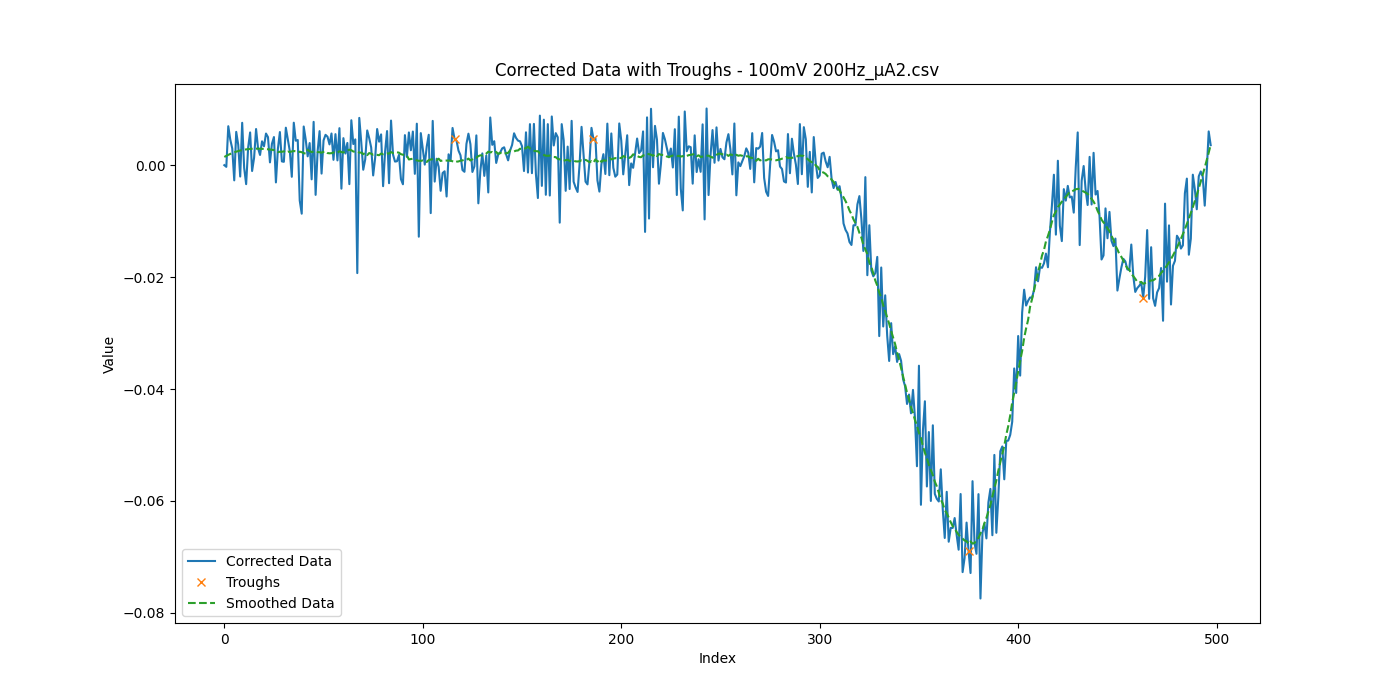 Corrected Data with Troughs - 100mV 200Hz_µA2.csv
0.00
−0.02
−0.04
−0.06
−0.08
Value
Corrected Data
Troughs
Smoothed Data
0 100 200 300 400 500
Index